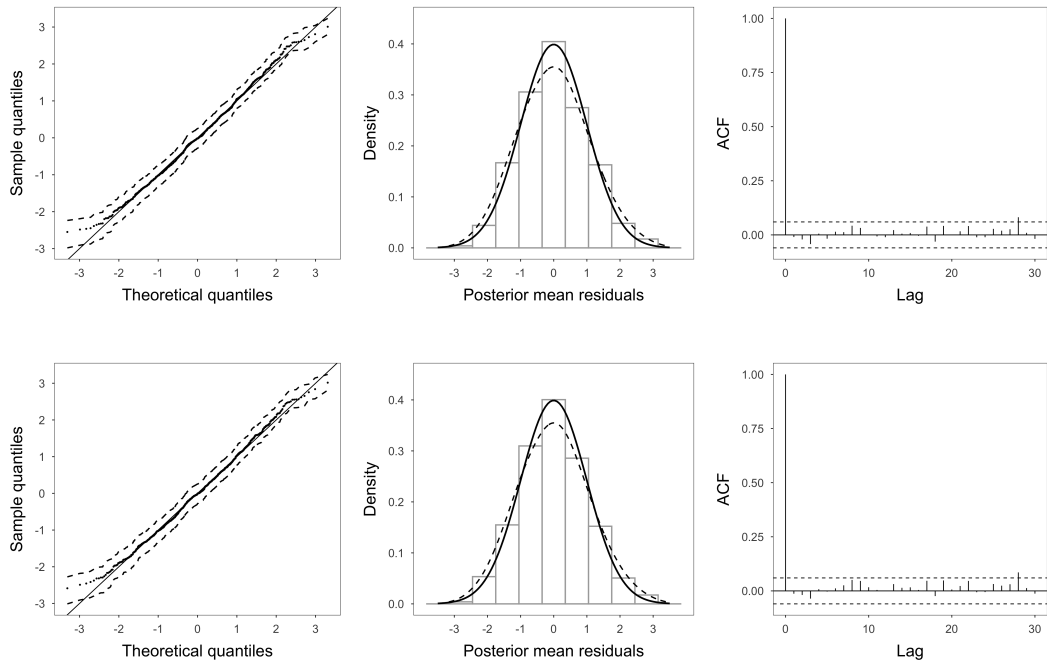 3
2
1
0
-1
-2
-3
Sample quantiles
-3 -2 -1 0 1 2 3
Theoretical quantiles
0.4
0.3
0.2
0.1
0.0
Density
-3 -2 -1 0 1 2 3
Posterior mean residuals
1.00
0.75
0.50
0.25
0.00
ACF
0 10 20 30
Lag
3
2
1
0
-1
-2
-3
Sample quantiles
-3 -2 -1 0 1 2 3
Theoretical quantiles
0.4
0.3
0.2
0.1
0.0
Density
-3 -2 -1 0 1 2 3
Posterior mean residuals
1.00
0.75
0.50
0.25
0.00
ACF
0 10 20 30
Lag